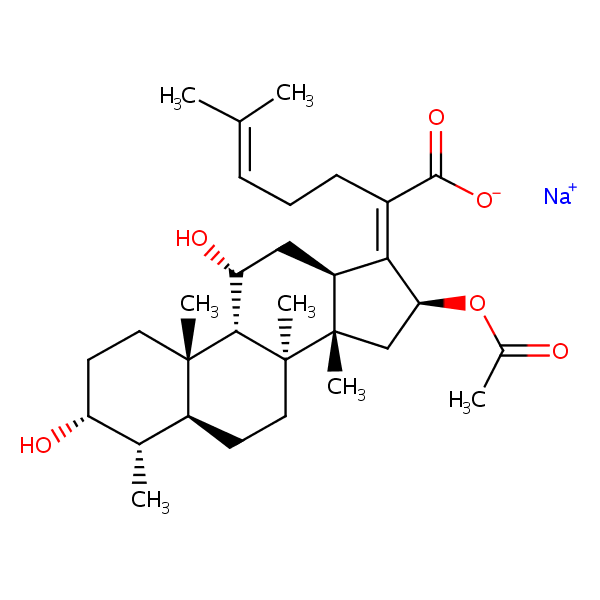 H₃C CH₃
O
O⁻ Na⁺
HO
CH₃ CH₃ O O
CH₃ H₃C
HO
CH₃